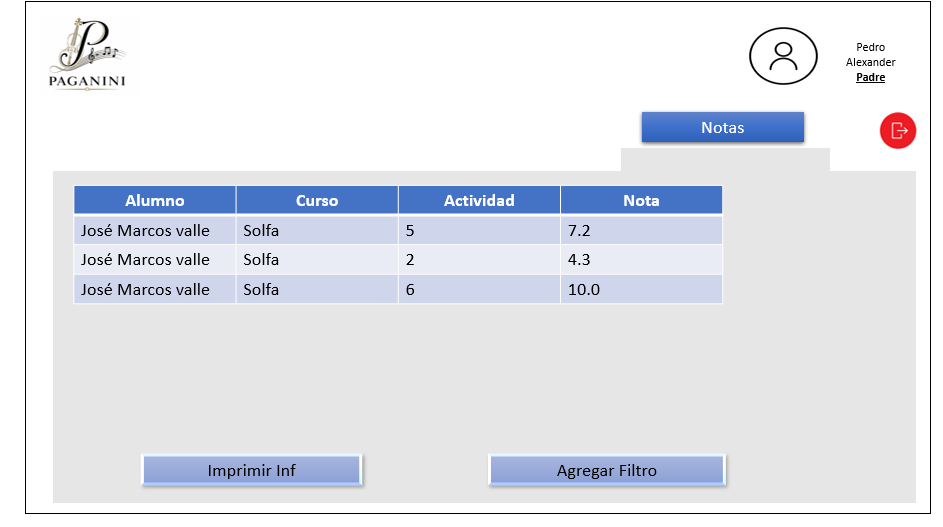 P
PAGANINI
Pedro
Alexander
Padre
Notas
Alumno Curso Actividad Nota
José Marcos valle Solfa 5 7.2
José Marcos valle Solfa 2 4.3
José Marcos valle Solfa 6 10.0
Imprimir Inf Agregar Filtro